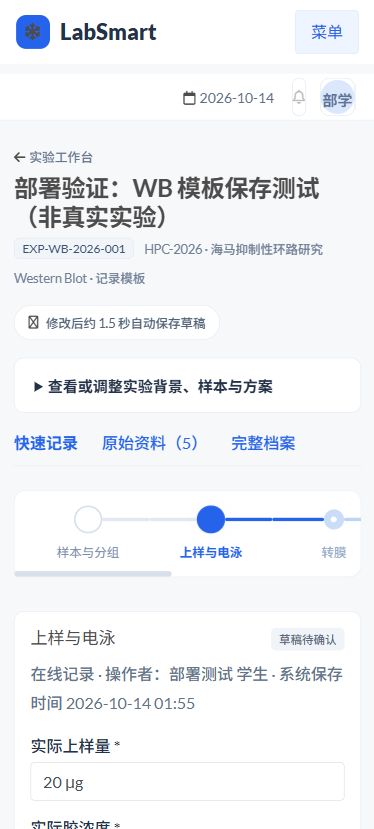 LabSmart
菜单
2026-10-14
部学
实验工作台
部署验证：WB 模板保存测试
（非真实实验）
EXP-WB-2026-001 HPC-2026 · 海马抑制性环路研究
Western Blot · 记录模板
修改后约 1.5 秒自动保存草稿
查看或调整实验背景、样本与方案
快速记录 原始资料（5） 完整档案
样本与分组 上样与电泳 转膜
上样与电泳 草稿待确认
在线记录 · 操作者：部署测试 学生 · 系统保存
时间 2026-10-14 01:55
实际上样量 *
20 µg
实际胶浓度 *